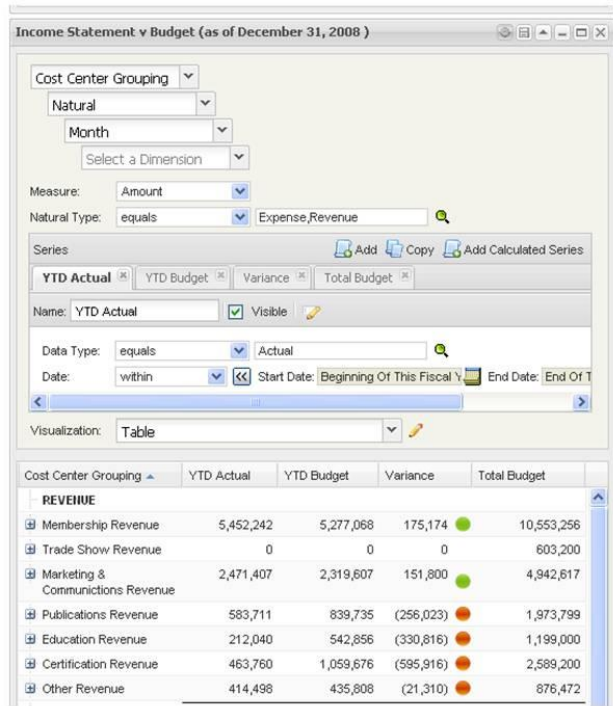 Income Statement v Budget (as of December 31, 2008 )
Cost Center Grouping
Natural
Month
Select a Dimension
Measure: Amount
Natural Type: equals Expense,Revenue
Series Add Copy Add Calculated Series
YTD Actual YTD Budget Variance Total Budget
Name: YTD Actual Visible
Data Type: equals Actual
Date: within Start Date: Beginning Of This Fiscal Y End Date: End Of T
Visualization: Table
Cost Center Grouping YTD Actual YTD Budget Variance Total Budget
REVENUE
Membership Revenue 5,452,242 5,277,068 175,174 10,553,256
Trade Show Revenue 0 0 0 603,200
Marketing & 2,471,407 2,319,607 151,800 4,942,617
Communictions Revenue
Publications Revenue 583,711 839,735 (256,023) 1,973,799
Education Revenue 212,040 542,856 (330,816) 1,199,000
Certification Revenue 463,760 1,059,676 (595,916) 2,589,200
Other Revenue 414,498 435,808 (21,310) 876,472